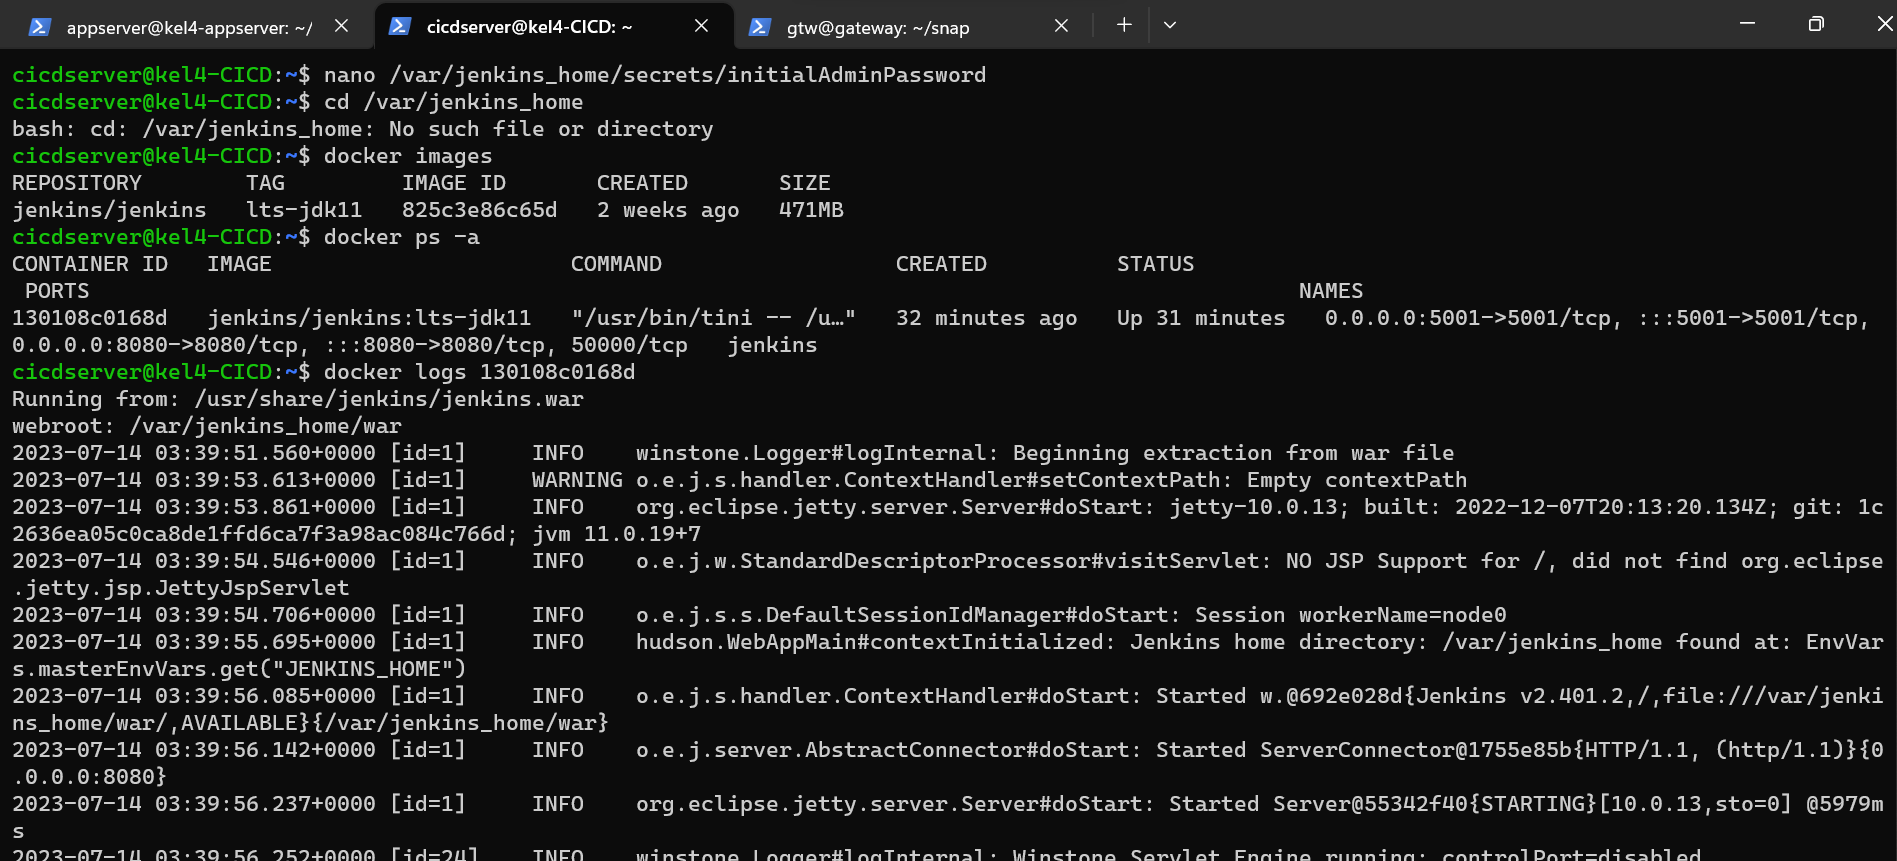 appserver@kel4-appserver: ~/
cicdserver@kel4-CICD: ~
gtw@gateway: ~/snap
cicdserver@kel4-CICD:~$ nano /var/jenkins_home/secrets/initialAdminPassword
cicdserver@kel4-CICD:~$ cd /var/jenkins_home
bash: cd: /var/jenkins_home: No such file or directory
cicdserver@kel4-CICD:~$ docker images
REPOSITORY        TAG         IMAGE ID       CREATED       SIZE
jenkins/jenkins   lts-jdk11   825c3e86c65d   2 weeks ago   471MB
cicdserver@kel4-CICD:~$ docker ps -a
CONTAINER ID   IMAGE                       COMMAND                  CREATED          STATUS
 PORTS                                                                                             NAMES
130108c0168d   jenkins/jenkins:lts-jdk11   "/usr/bin/tini -- /u…"   32 minutes ago   Up 31 minutes   0.0.0.0:5001->5001/tcp, :::5001->5001/tcp,
0.0.0.0:8080->8080/tcp, :::8080->8080/tcp, 50000/tcp   jenkins
cicdserver@kel4-CICD:~$ docker logs 130108c0168d
Running from: /usr/share/jenkins/jenkins.war
webroot: /var/jenkins_home/war
2023-07-14 03:39:51.560+0000 [id=1]     INFO    winstone.Logger#logInternal: Beginning extraction from war file
2023-07-14 03:39:53.613+0000 [id=1]     WARNING o.e.j.s.handler.ContextHandler#setContextPath: Empty contextPath
2023-07-14 03:39:53.861+0000 [id=1]     INFO    org.eclipse.jetty.server.Server#doStart: jetty-10.0.13; built: 2022-12-07T20:13:20.134Z; git: 1c
2636ea05c0ca8de1ffd6ca7f3a98ac084c766d; jvm 11.0.19+7
2023-07-14 03:39:54.546+0000 [id=1]     INFO    o.e.j.w.StandardDescriptorProcessor#visitServlet: NO JSP Support for /, did not find org.eclipse
.jetty.jsp.JettyJspServlet
2023-07-14 03:39:54.706+0000 [id=1]     INFO    o.e.j.s.s.DefaultSessionIdManager#doStart: Session workerName=node0
2023-07-14 03:39:55.695+0000 [id=1]     INFO    hudson.WebAppMain#contextInitialized: Jenkins home directory: /var/jenkins_home found at: EnvVar
s.masterEnvVars.get("JENKINS_HOME")
2023-07-14 03:39:56.085+0000 [id=1]     INFO    o.e.j.s.handler.ContextHandler#doStart: Started w.@692e028d{Jenkins v2.401.2,/,file:///var/jenki
ns_home/war/,AVAILABLE}{/var/jenkins_home/war}
2023-07-14 03:39:56.142+0000 [id=1]     INFO    o.e.j.server.AbstractConnector#doStart: Started ServerConnector@1755e85b{HTTP/1.1, (http/1.1)}{0
.0.0.0:8080}
2023-07-14 03:39:56.237+0000 [id=1]     INFO    org.eclipse.jetty.server.Server#doStart: Started Server@55342f40{STARTING}[10.0.13,sto=0] @5979m
s
2023-07-14 03:39:56.252+0000 [id=24]    INFO    winstone.Logger#logInternal: Winstone Servlet Engine running: controlPort=disabled